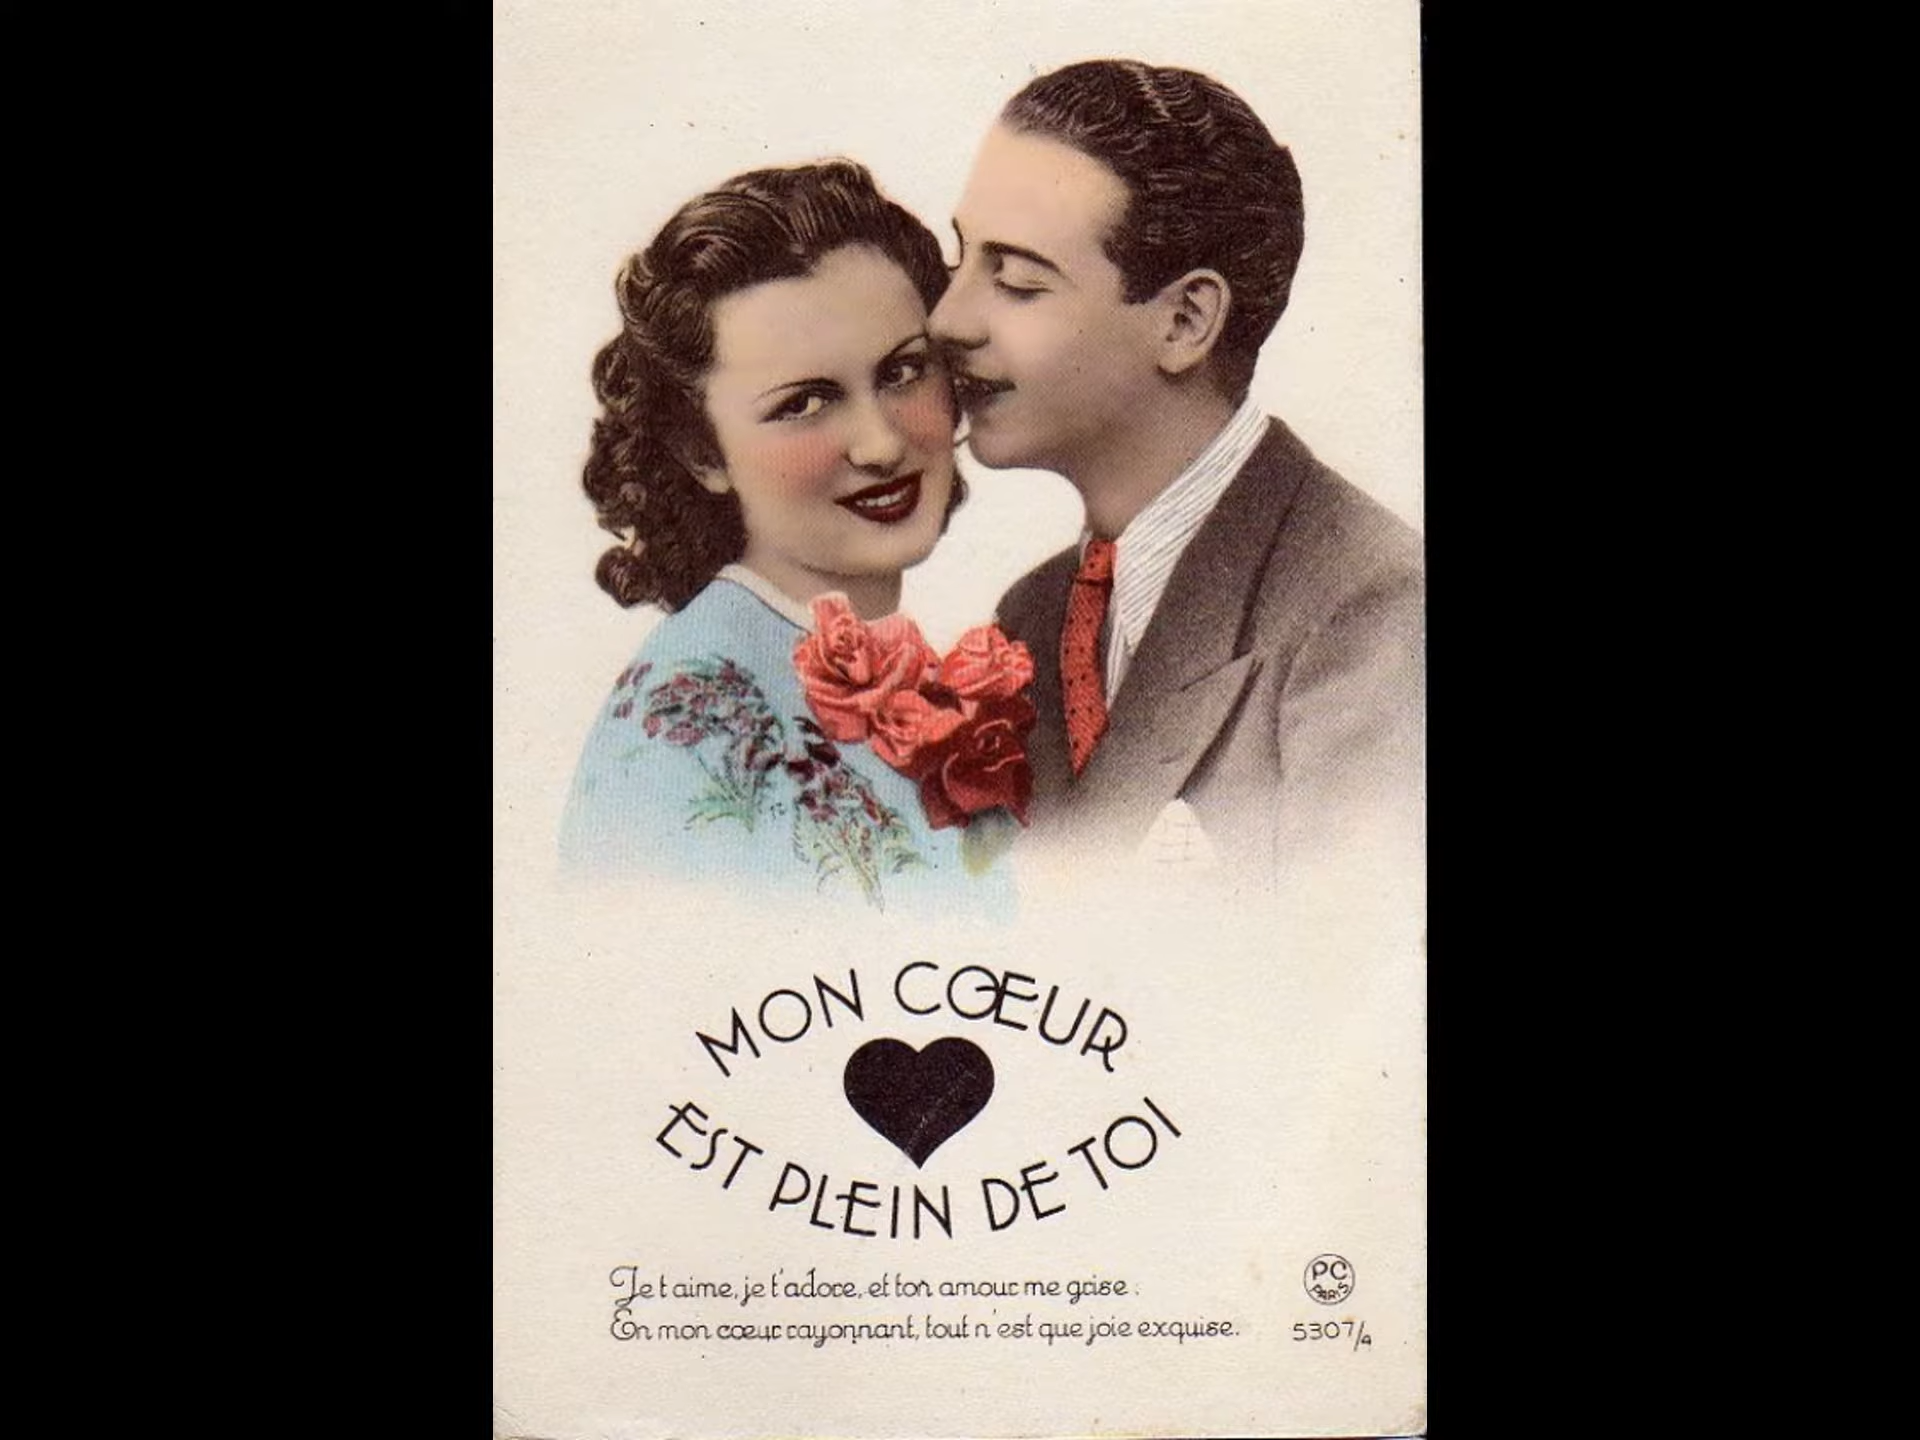 MON CŒUR
EST PLEIN DE TOI
Je t'aime, je t'adore, et ton amour me grise.
En mon cœur rayonnant, tout n'est que joie exquise.
PC
PARIS
5307/4